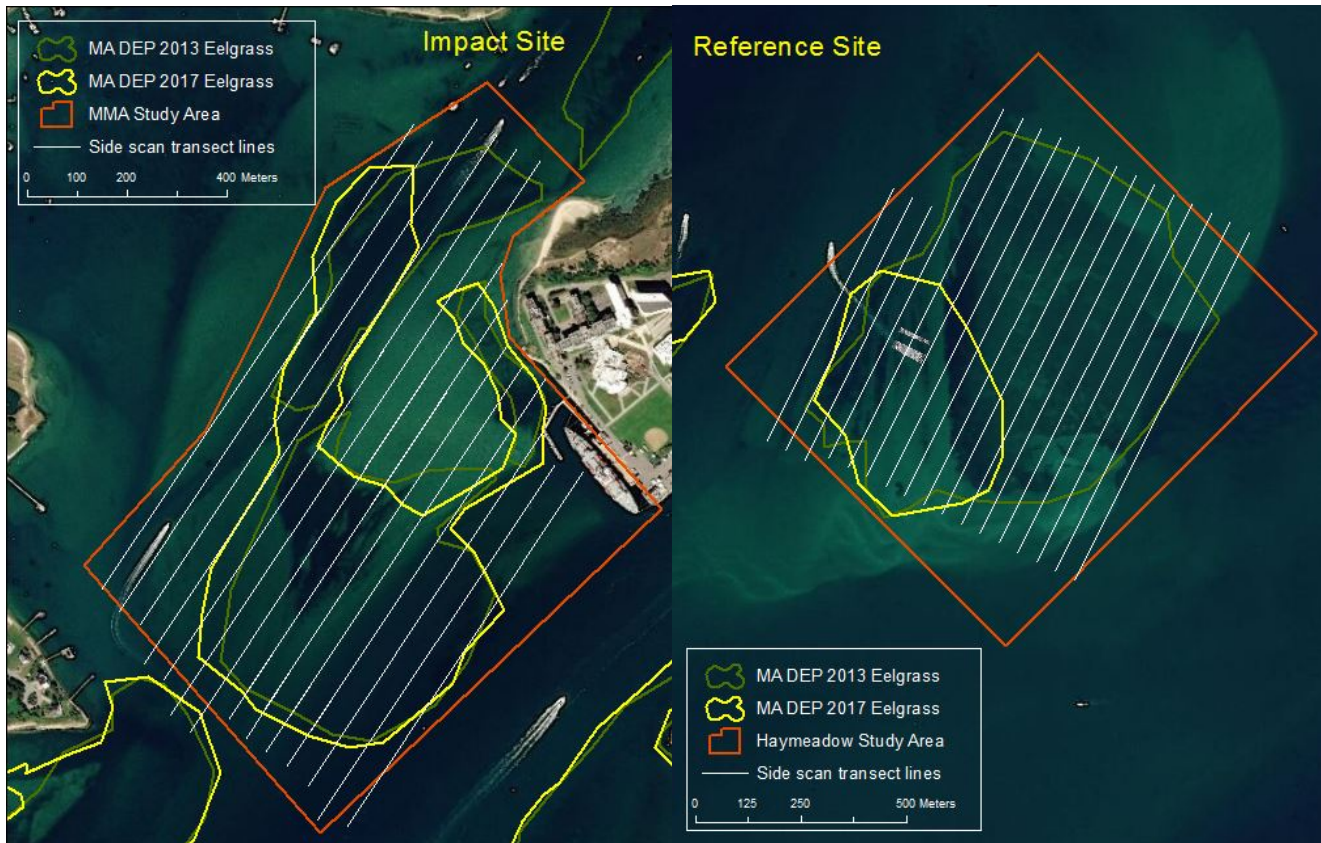 Impact Site
MA DEP 2013 Eelgrass
MA DEP 2017 Eelgrass
MMA Study Area
Side scan transect lines
0 100 200 400 Meters
Reference Site
MA DEP 2013 Eelgrass
MA DEP 2017 Eelgrass
Haymeadow Study Area
Side scan transect lines
0 125 250 500 Meters